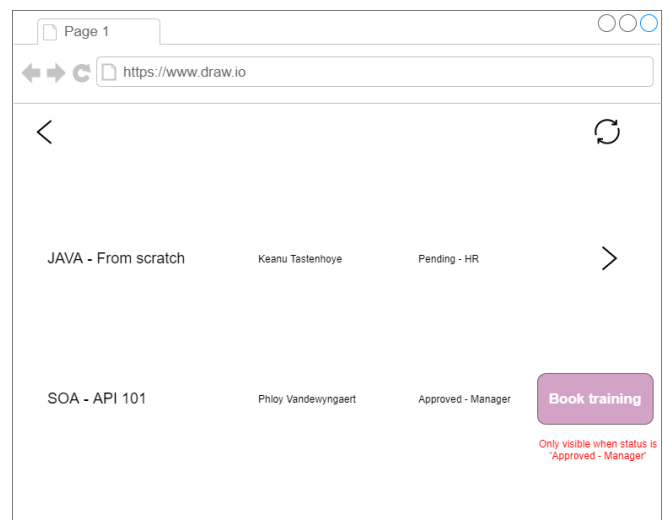 Page 1
https://www.draw.io
JAVA - From scratch Keanu Tastenhoye Pending - HR
SOA - API 101 Phloy Vandewyngaert Approved - Manager Book training
Only visible when status is
'Approved - Manager'